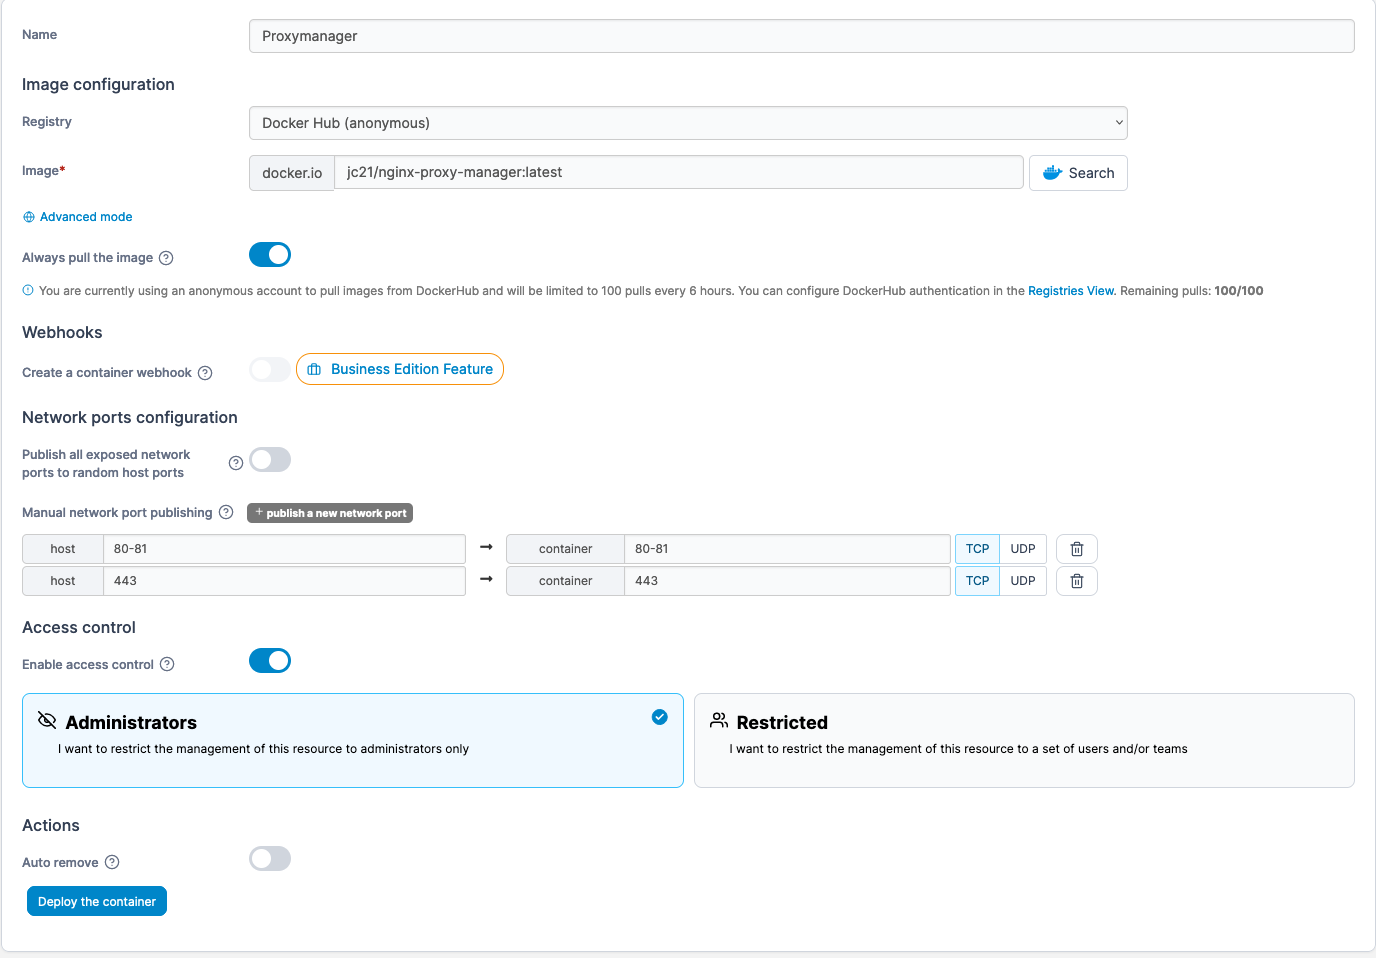 Name
Proxymanager
Image configuration
Registry
Docker Hub (anonymous)
Image*
docker.io
jc21/nginx-proxy-manager:latest
Search
Advanced mode
Always pull the image
You are currently using an anonymous account to pull images from DockerHub and will be limited to 100 pulls every 6 hours. You can configure DockerHub authentication in the Registries View. Remaining pulls: 100/100
Webhooks
Create a container webhook
Business Edition Feature
Network ports configuration
Publish all exposed network
ports to random host ports
Manual network port publishing
+ publish a new network port
host 80-81 → container 80-81 TCP UDP
host 443 → container 443 TCP UDP
Access control
Enable access control
Administrators
I want to restrict the management of this resource to administrators only
Restricted
I want to restrict the management of this resource to a set of users and/or teams
Actions
Auto remove
Deploy the container